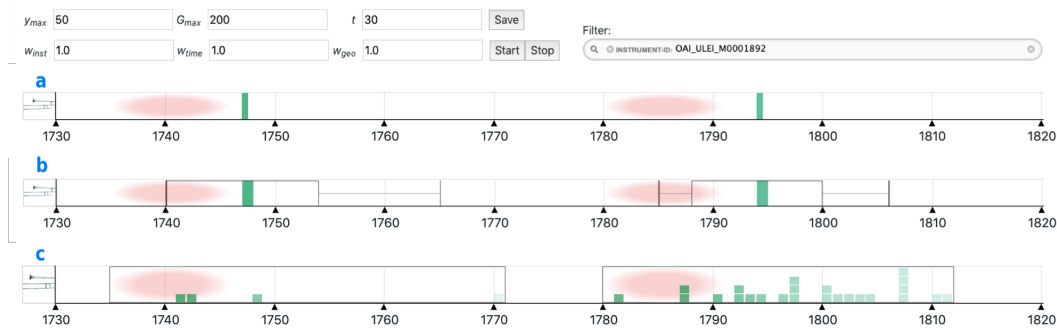 ymax 50 Gmax 200 t 30 Save
winst 1.0 wtime 1.0 wgeo 1.0 Start Stop
Filter:
INSTRUMENT-ID: OAI_ULEI_M0001892
a
1730 1740 1750 1760 1770 1780 1790 1800 1810 1820
b
1730 1740 1750 1760 1770 1780 1790 1800 1810 1820
c
1730 1740 1750 1760 1770 1780 1790 1800 1810 1820